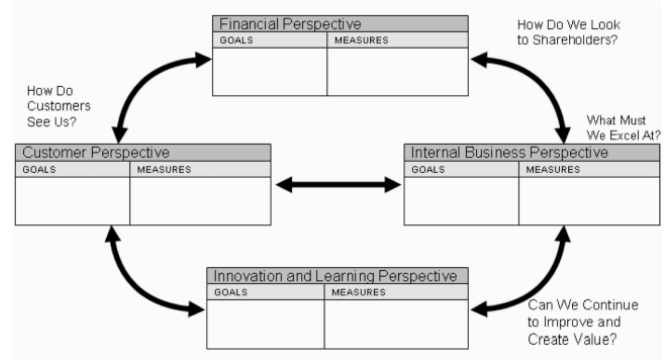 Financial Perspective
GOALS MEASURES
How Do We Look
to Shareholders?
How Do
Customers
See Us?
What Must
We Excel At?
Customer Perspective
GOALS MEASURES
Internal Business Perspective
GOALS MEASURES
Innovation and Learning Perspective
GOALS MEASURES
Can We Continue
to Improve and
Create Value?